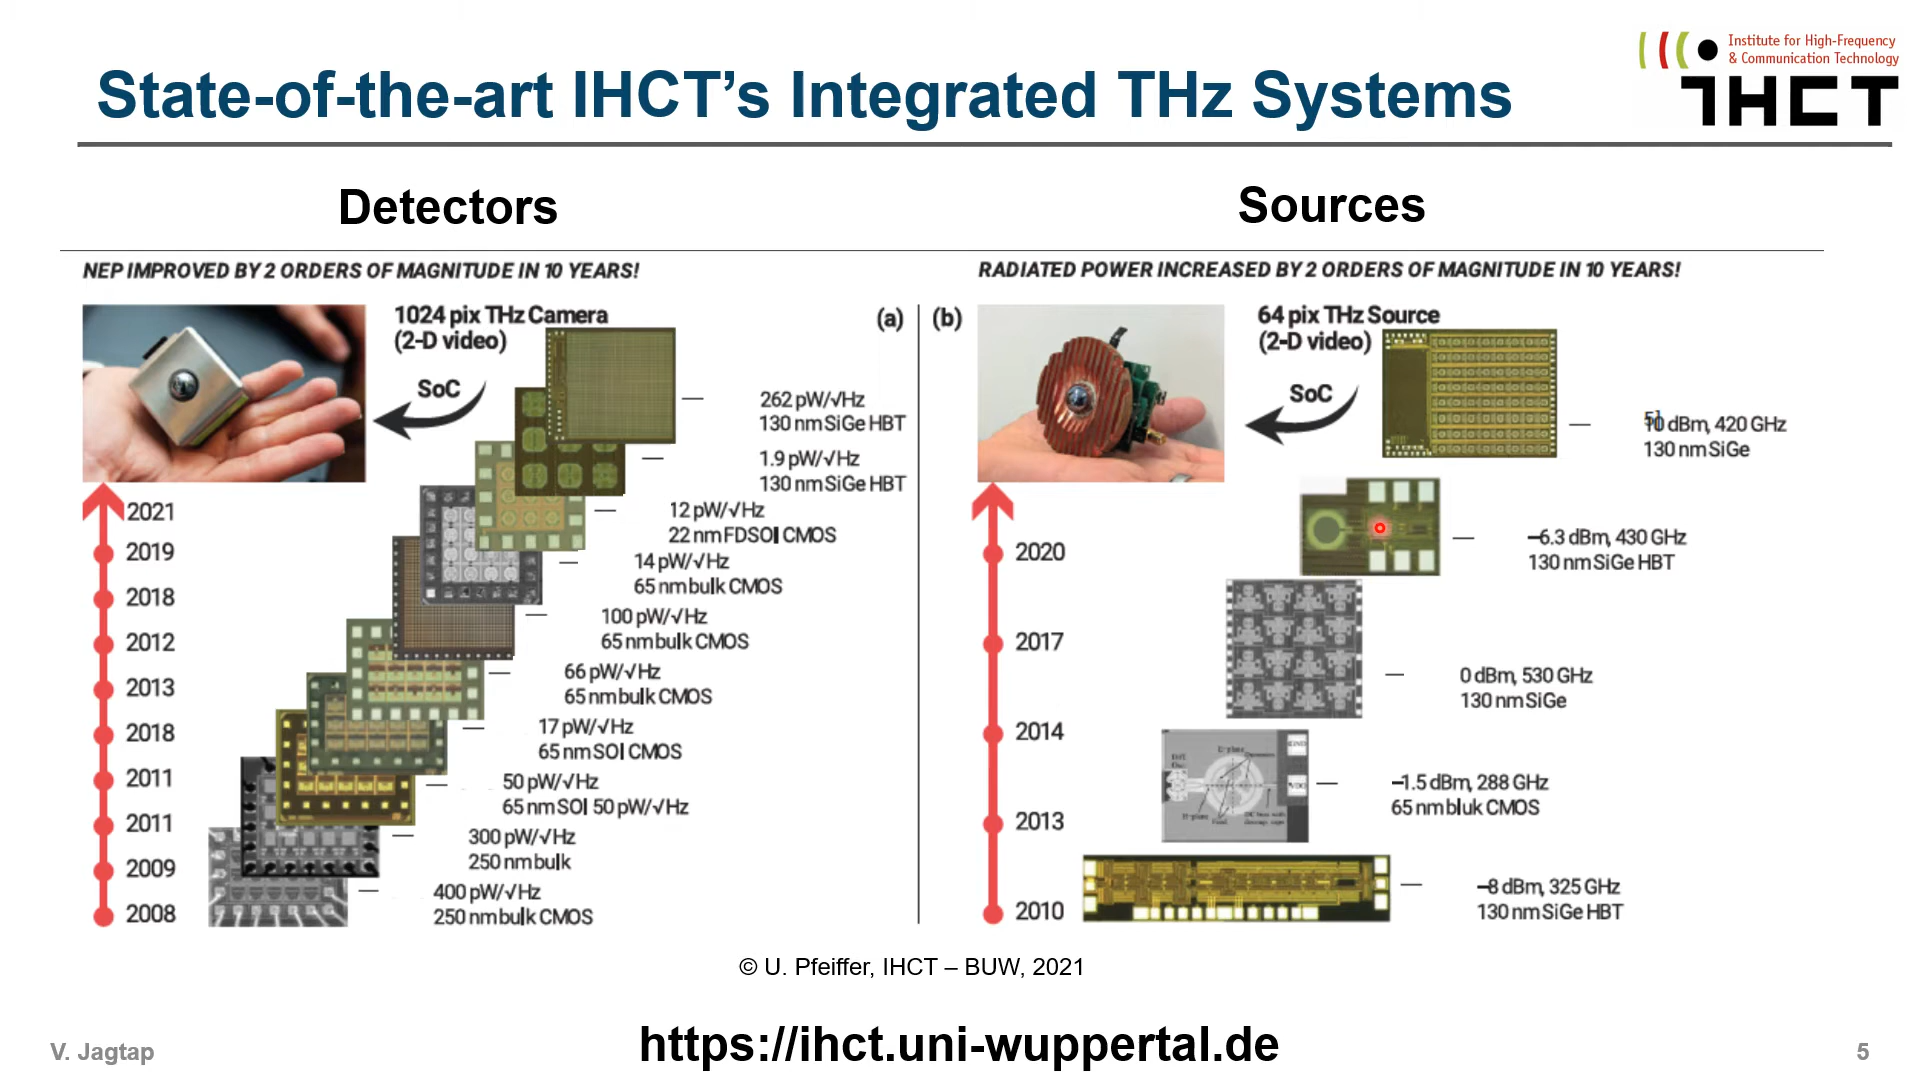 State-of-the-art IHCT’s Integrated THz Systems
Institute for High-Frequency
& Communication Technology
IHCT
Detectors
Sources
NEP IMPROVED BY 2 ORDERS OF MAGNITUDE IN 10 YEARS!
1024 pix THz Camera
(2-D video)
(a)
SoC
262 pW/√Hz
130 nm SiGe HBT
1.9 pW/√Hz
130 nm SiGe HBT
12 pW/√Hz
22 nm FDSOI CMOS
14 pW/√Hz
65 nm bulk CMOS
100 pW/√Hz
65 nm bulk CMOS
66 pW/√Hz
65 nm bulk CMOS
17 pW/√Hz
65 nm SOI CMOS
50 pW/√Hz
65 nm SOI 50 pW/√Hz
300 pW/√Hz
250 nm bulk
400 pW/√Hz
250 nm bulk CMOS
2021
2019
2018
2012
2013
2018
2011
2011
2009
2008
RADIATED POWER INCREASED BY 2 ORDERS OF MAGNITUDE IN 10 YEARS!
(b)
64 pix THz Source
(2-D video)
SoC
10 dBm, 420 GHz
130 nm SiGe
–6.3 dBm, 430 GHz
130 nm SiGe HBT
0 dBm, 530 GHz
130 nm SiGe
–1.5 dBm, 288 GHz
65 nm bluk CMOS
–8 dBm, 325 GHz
130 nm SiGe HBT
2020
2017
2014
2013
2010
E-plane
H-plane
GND
VDD
© U. Pfeiffer, IHCT – BUW, 2021
https://ihct.uni-wuppertal.de
V. Jagtap
5